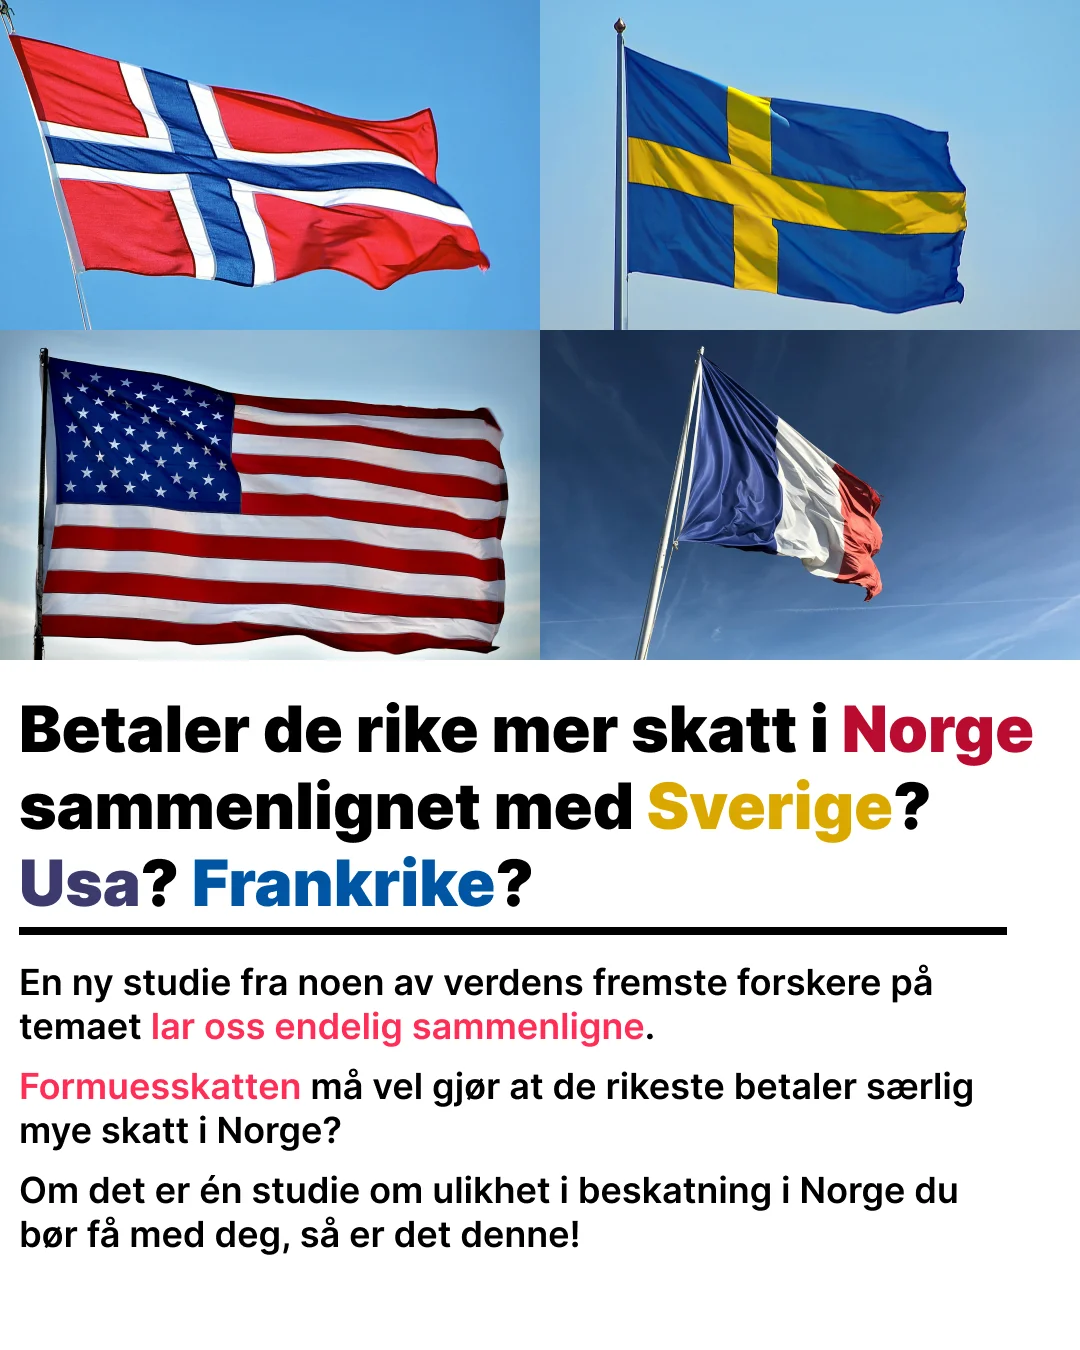 Betaler de rike mer skatt i Norge
sammenlignet med Sverige?
Usa? Frankrike?
En ny studie fra noen av verdens fremste forskere på
temaet lar oss endelig sammenligne.
Formuesskatten må vel gjør at de rikeste betaler særlig
mye skatt i Norge?
Om det er én studie om ulikhet i beskatning i Norge du
bør få med deg, så er det denne!